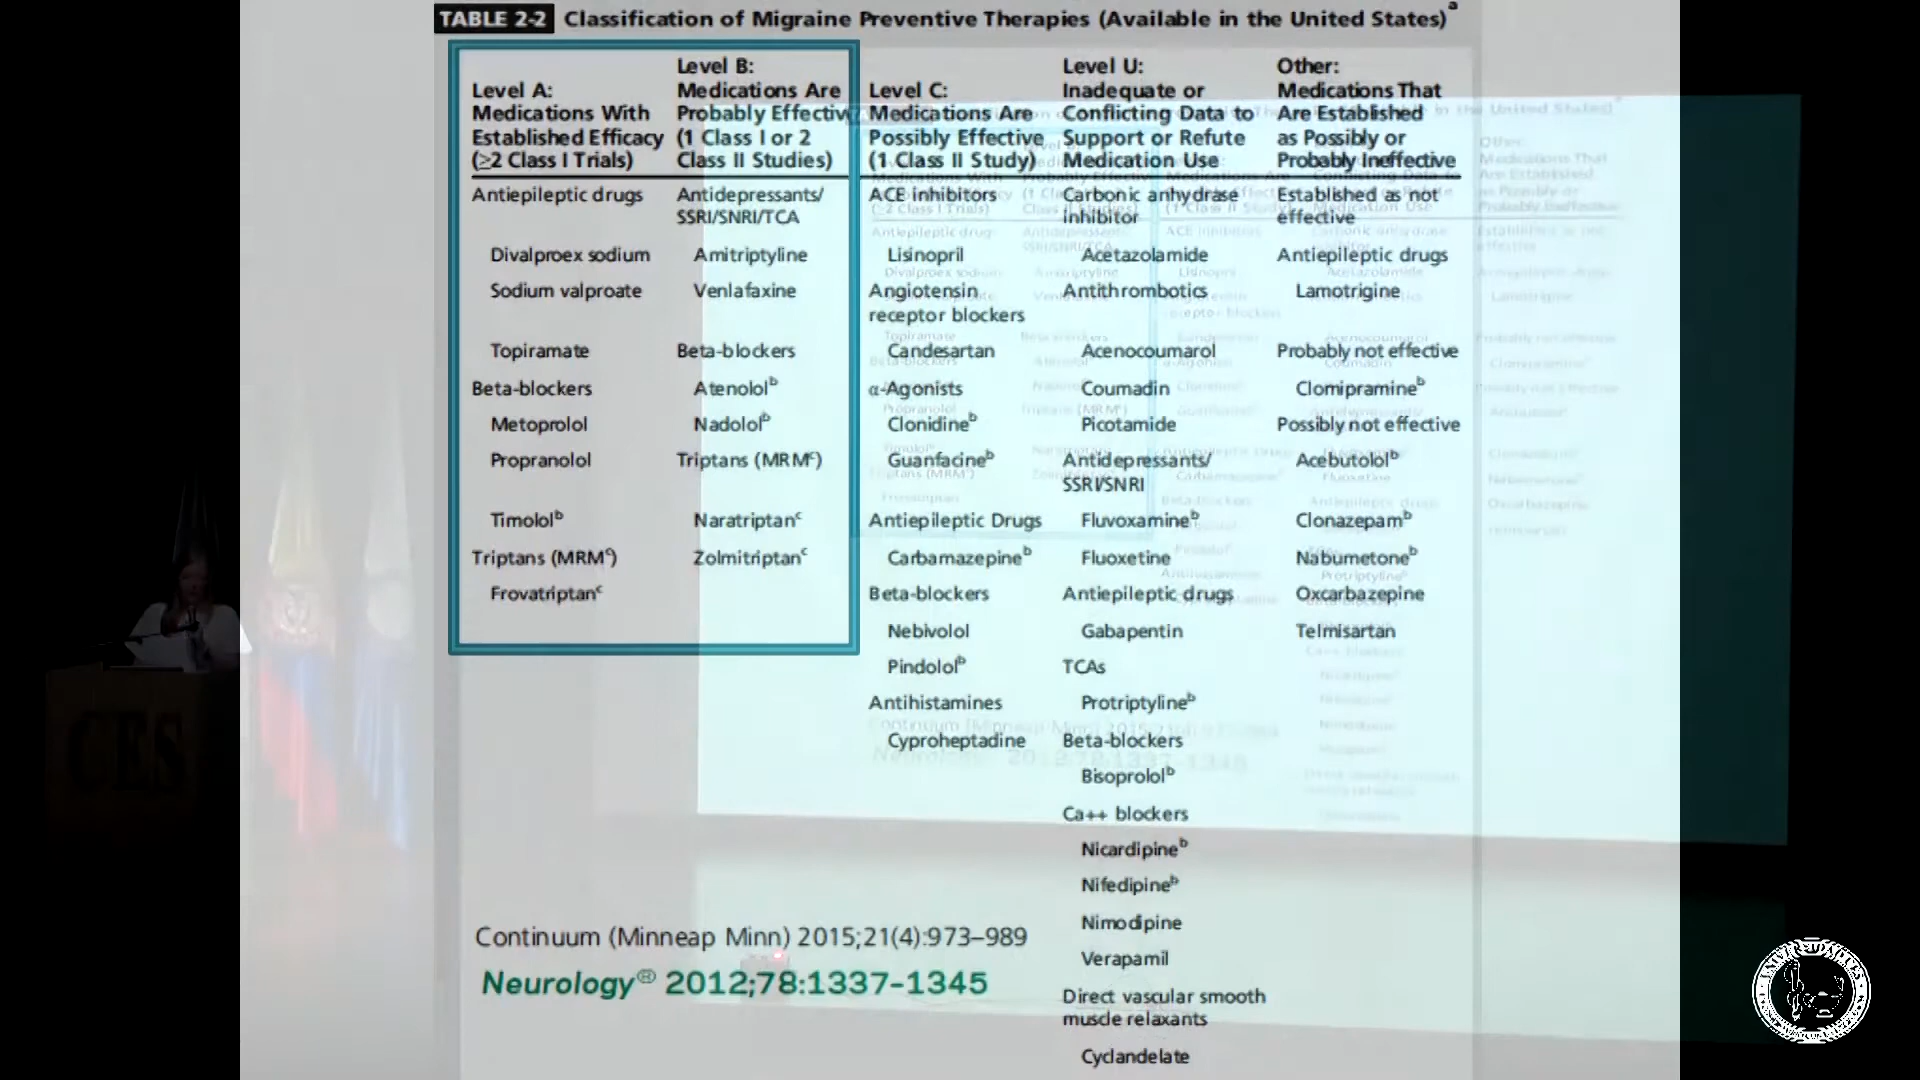 TABLE 2-2 Classification of Migraine Preventive Therapies (Available in the United States)a
Level A:
Medications With
Established Efficacy
(≥2 Class I Trials)
Antiepileptic drugs
Divalproex sodium
Sodium valproate
Topiramate
Beta-blockers
Metoprolol
Propranolol
Timololb
Triptans (MRMc)
Frovatriptanc
Level B:
Medications Are
Probably Effectiv
(1 Class I or 2
Class II Studies)
Antidepressants/
SSRI/SNRI/TCA
Amitriptyline
Venlafaxine
Beta-blockers
Atenololb
Nadololb
Triptans (MRMc)
Naratriptanc
Zolmitriptanc
Level C:
Medications Are
Possibly Effective
(1 Class II Study)
ACE inhibitors
Lisinopril
Angiotensin
receptor blockers
Candesartan
α-Agonists
Clonidineb
Guanfacineb
Antiepileptic Drugs
Carbamazepineb
Beta-blockers
Nebivolol
Pindololb
Antihistamines
Cyproheptadine
Level U:
Inadequate or
Conflicting Data to
Support or Refute
Medication Use
Carbonic anhydrase
inhibitor
Acetazolamide
Antithrombotics
Acenocoumarol
Coumadin
Picotamide
Antidepressants/
SSRI/SNRI
Fluvoxamineb
Fluoxetine
Antiepileptic drugs
Gabapentin
TCAs
Protriptylineb
Beta-blockers
Bisoprololb
Ca++ blockers
Nicardipineb
Nifedipineb
Nimodipine
Verapamil
Direct vascular smooth
muscle relaxants
Cyclandelate
Other:
Medications That
Are Established
as Possibly or
Probably Ineffective
Established as not
effective
Antiepileptic drugs
Lamotrigine
Probably not effective
Clomipramineb
Possibly not effective
Acebutololb
Clonazepamb
Nabumetoneb
Oxcarbazepine
Telmisartan
Continuum (Minneap Minn) 2015;21(4):973–989
Neurology® 2012;78:1337–1345
CES